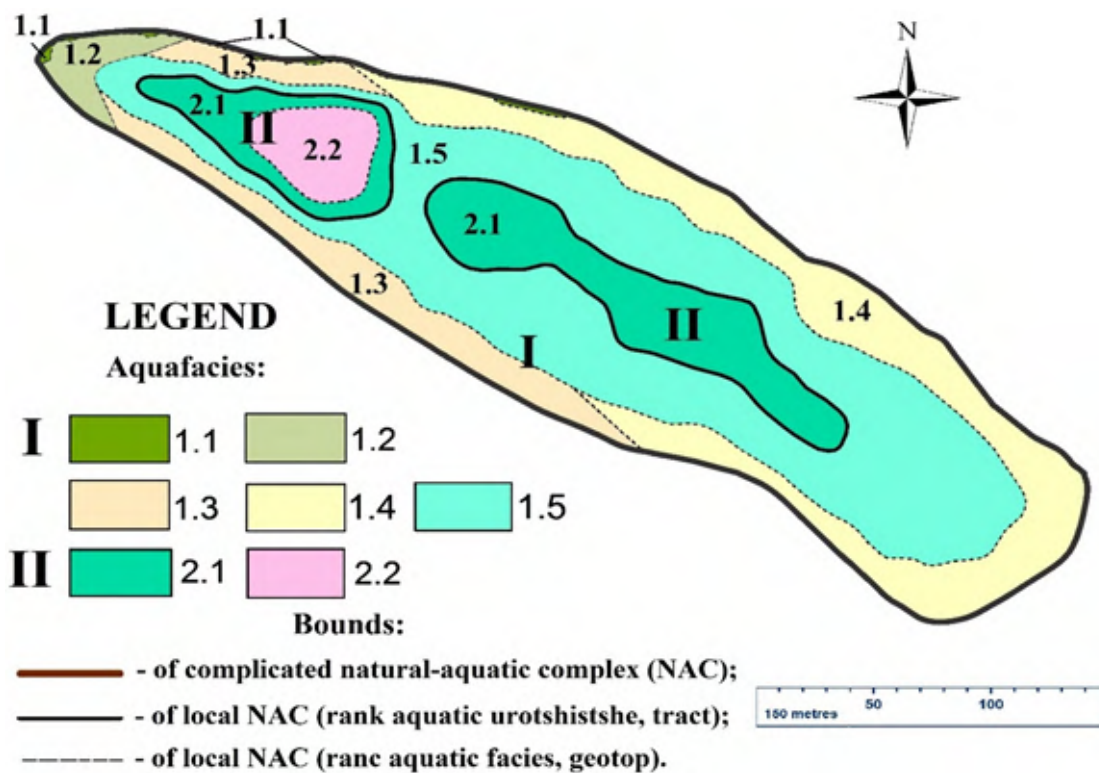 1.1
1.1
1.2
1.3
N
2.1
II
2.2
1.5
2.1
1.3
1.4
II
I
LEGEND
Aquafacies:
I 1.1 1.2
1.3 1.4 1.5
II 2.1 2.2
Bounds:
- of complicated natural-aquatic complex (NAC);
- of local NAC (rank aquatic urotshistshe, tract);
- of local NAC (ranc aquatic facies, geotop).
150 metres 50 100